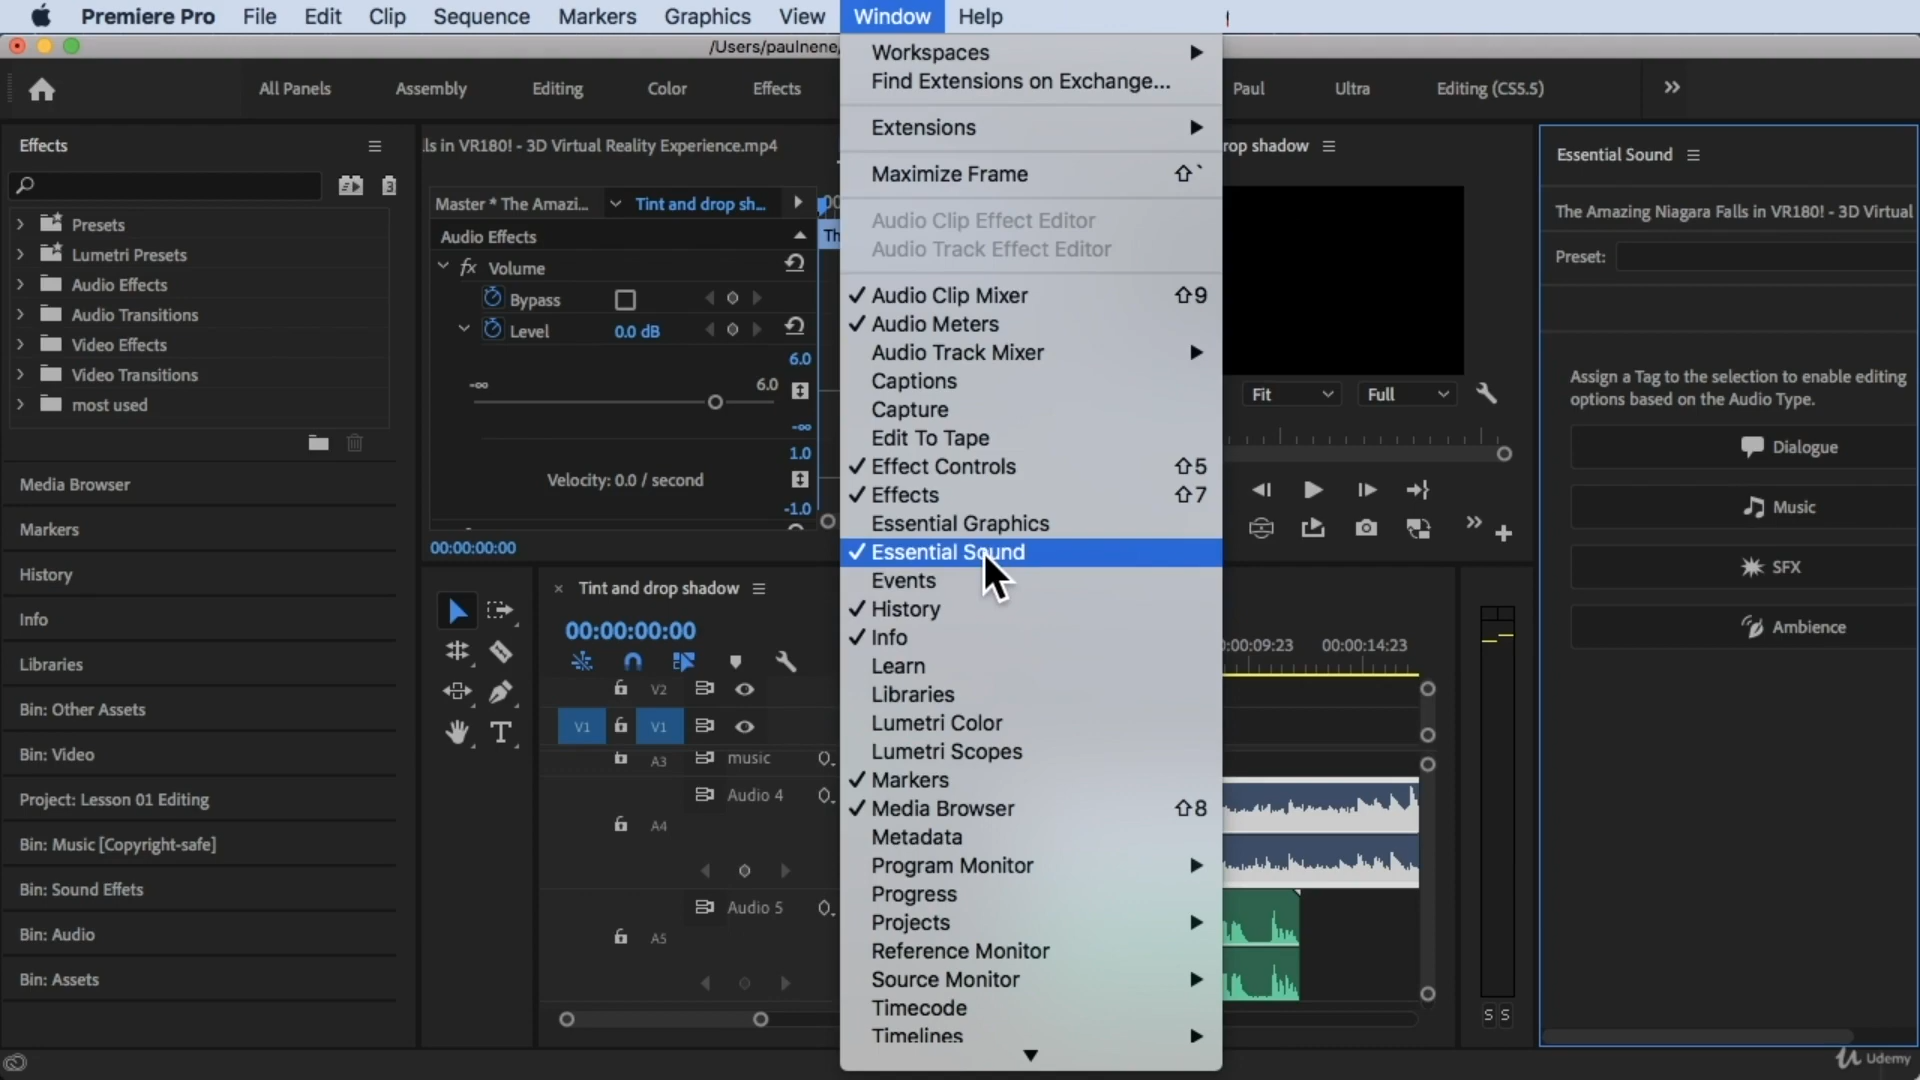 Premiere Pro File Edit Clip Sequence Markers Graphics View Window Help
/Users/paulnene/
All Panels Assembly Editing Color Effects Paul Ultra Editing (CS5.5)
Effects
Presets
Lumetri Presets
Audio Effects
Audio Transitions
Video Effects
Video Transitions
most used
Media Browser
Markers
History
Info
Libraries
Bin: Other Assets
Bin: Video
Project: Lesson 01 Editing
Bin: Music [Copyright-safe]
Bin: Sound Effets
Bin: Audio
Bin: Assets
lls in VR180! - 3D Virtual Reality Experience.mp4
Master * The Amazi... Tint and drop sh...
Audio Effects
Th
fx Volume
Bypass
Level 0.0 dB
6.0
-∞ 6.0
-∞
1.0
Velocity: 0.0 / second
-1.0
00:00:00:00
× Tint and drop shadow
00:00:00:00
V2
V1 V1
A3 music
Audio 4
A4
Audio 5
A5
Workspaces
Find Extensions on Exchange...
Extensions
Maximize Frame ⇧`
Audio Clip Effect Editor
Audio Track Effect Editor
✓ Audio Clip Mixer ⇧9
✓ Audio Meters
Audio Track Mixer
Captions
Capture
Edit To Tape
✓ Effect Controls ⇧5
✓ Effects ⇧7
Essential Graphics
✓ Essential Sound
Events
✓ History
✓ Info
Learn
Libraries
Lumetri Color
Lumetri Scopes
✓ Markers
✓ Media Browser ⇧8
Metadata
Program Monitor
Progress
Projects
Reference Monitor
Source Monitor
Timecode
Timelines
rop shadow
Fit Full
0:00:09:23 00:00:14:23
S S
Essential Sound
The Amazing Niagara Falls in VR180! - 3D Virtual
Preset:
Assign a Tag to the selection to enable editing
options based on the Audio Type.
Dialogue
Music
SFX
Ambience
Udemy